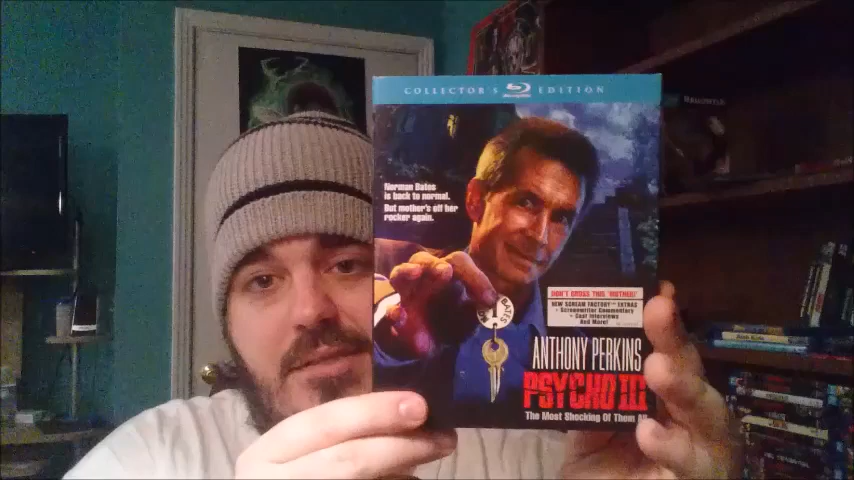 COLLECTOR'S EDITION
Norman Bates
is back to normal.
But mother's off her
rocker again.
DON'T CROSS THIS 'MOTHER'!
NEW SCREAM FACTORY™ EXTRAS
• Screenwriter Commentary
• Cast Interviews
And More!
1
BATES
ANTHONY PERKINS
PSYCHO III
The Most Shocking Of Them All